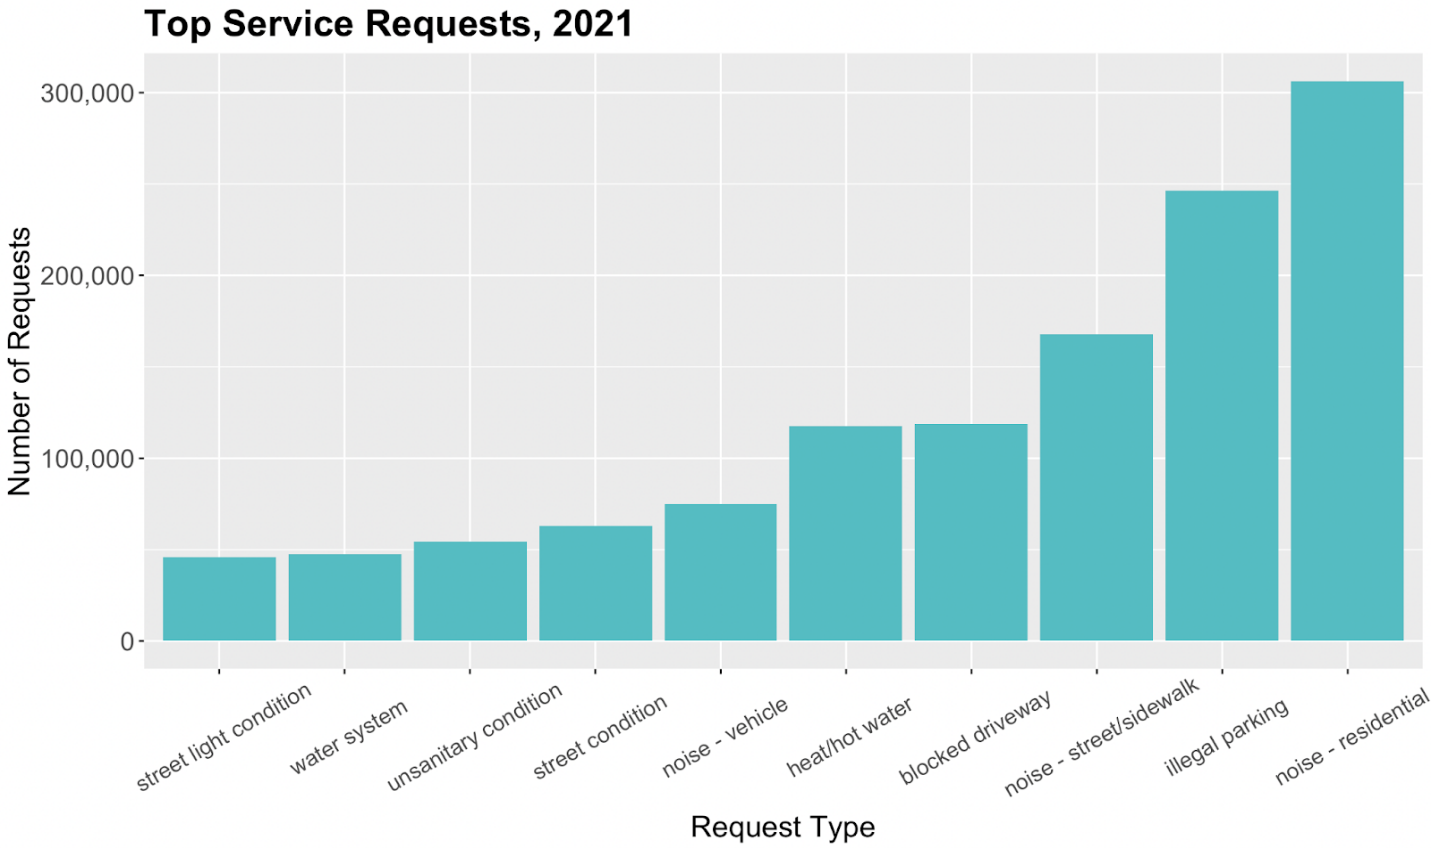 Top Service Requests, 2021
Number of Requests
300,000
200,000
100,000
0
street light condition
water system
unsanitary condition
street condition
noise - vehicle
heat/hot water
blocked driveway
noise - street/sidewalk
illegal parking
noise - residential
Request Type